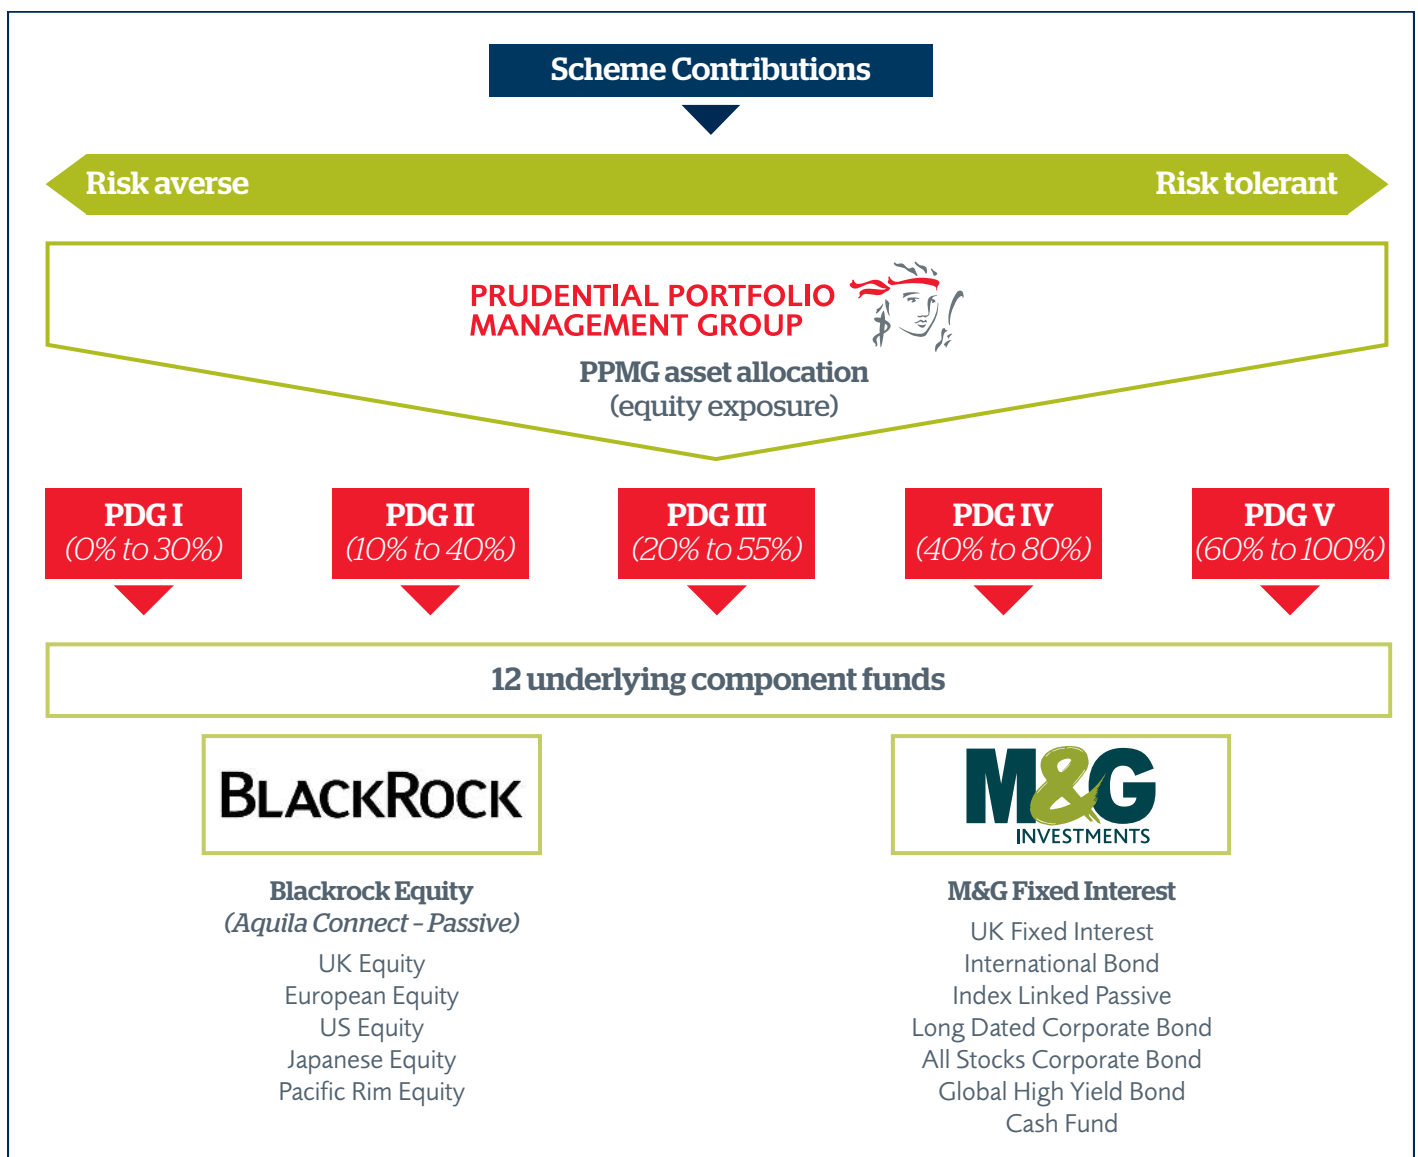 Scheme Contributions
Risk averse
Risk tolerant
PRUDENTIAL PORTFOLIO
MANAGEMENT GROUP
PPMG asset allocation
(equity exposure)
PDG I
(0% to 30%)
PDG II
(10% to 40%)
PDG III
(20% to 55%)
PDG IV
(40% to 80%)
PDG V
(60% to 100%)
12 underlying component funds
BLACKROCK
Blackrock Equity
(Aquila Connect – Passive)
UK Equity
European Equity
US Equity
Japanese Equity
Pacific Rim Equity
M&G
INVESTMENTS
M&G Fixed Interest
UK Fixed Interest
International Bond
Index Linked Passive
Long Dated Corporate Bond
All Stocks Corporate Bond
Global High Yield Bond
Cash Fund